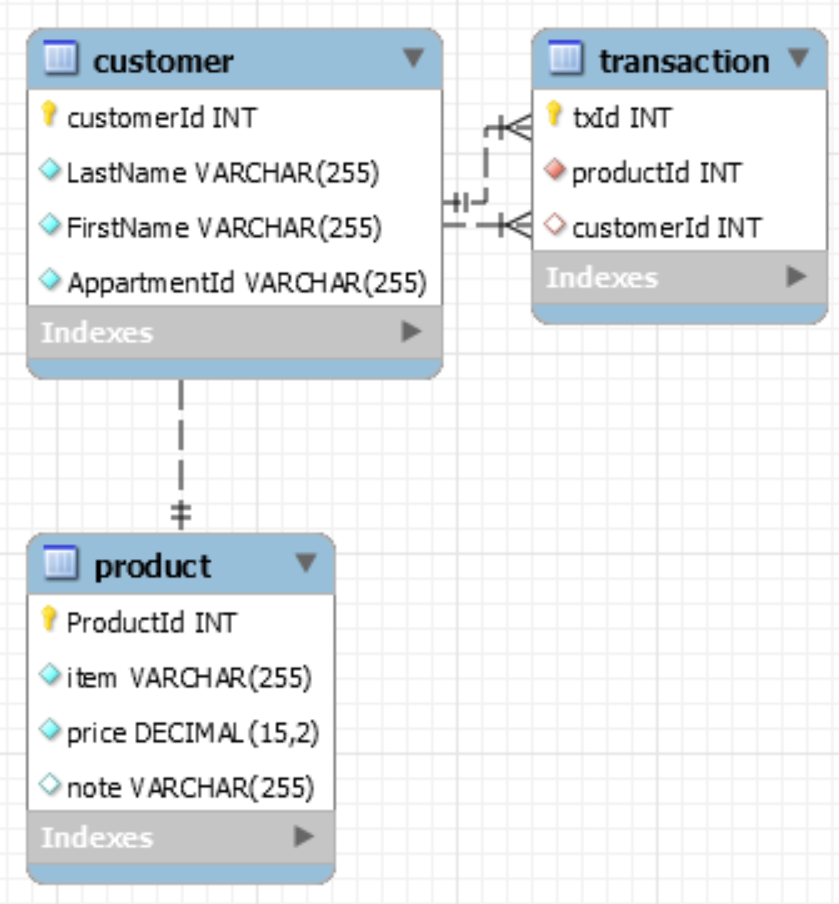 customer
customerId INT
LastName VARCHAR(255)
FirstName VARCHAR(255)
AppartmentId VARCHAR(255)
Indexes
transaction
txId INT
productId INT
customerId INT
Indexes
product
ProductId INT
item VARCHAR(255)
price DECIMAL(15,2)
note VARCHAR(255)
Indexes